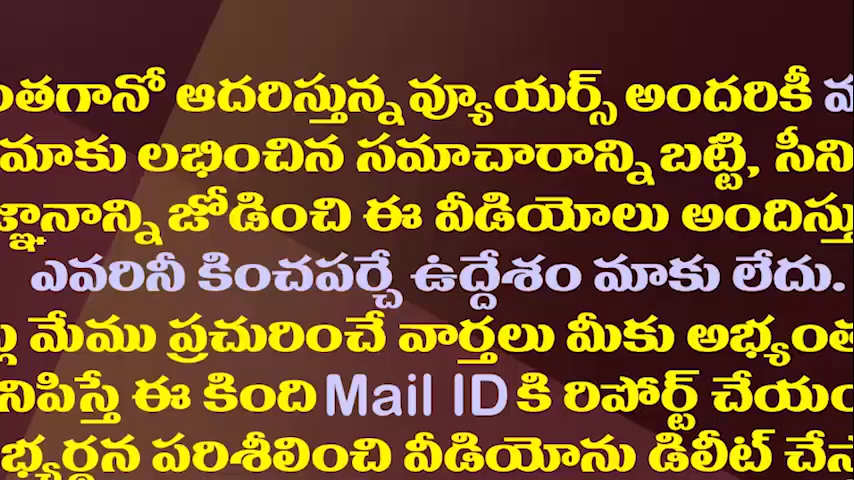 ంతగానో ఆదరిస్తున్న వ్యూయర్స్ అందరికీ
మాకు లభించిన సమాచారాన్ని బట్టి, సీని
జ్ఞానాన్ని జోడించి ఈ వీడియోలు అందిస్తు
ఎవరినీ కించపర్చే ఉద్దేశం మాకు లేదు.
మేము ప్రచురించే వార్తలు మీకు అభ్యంత
నిపిస్తే ఈ కింది Mail ID కి రిపోర్ట్ చేయం
భ్యర్థన పరిశీలించి వీడియోను డిలీట్ చేస